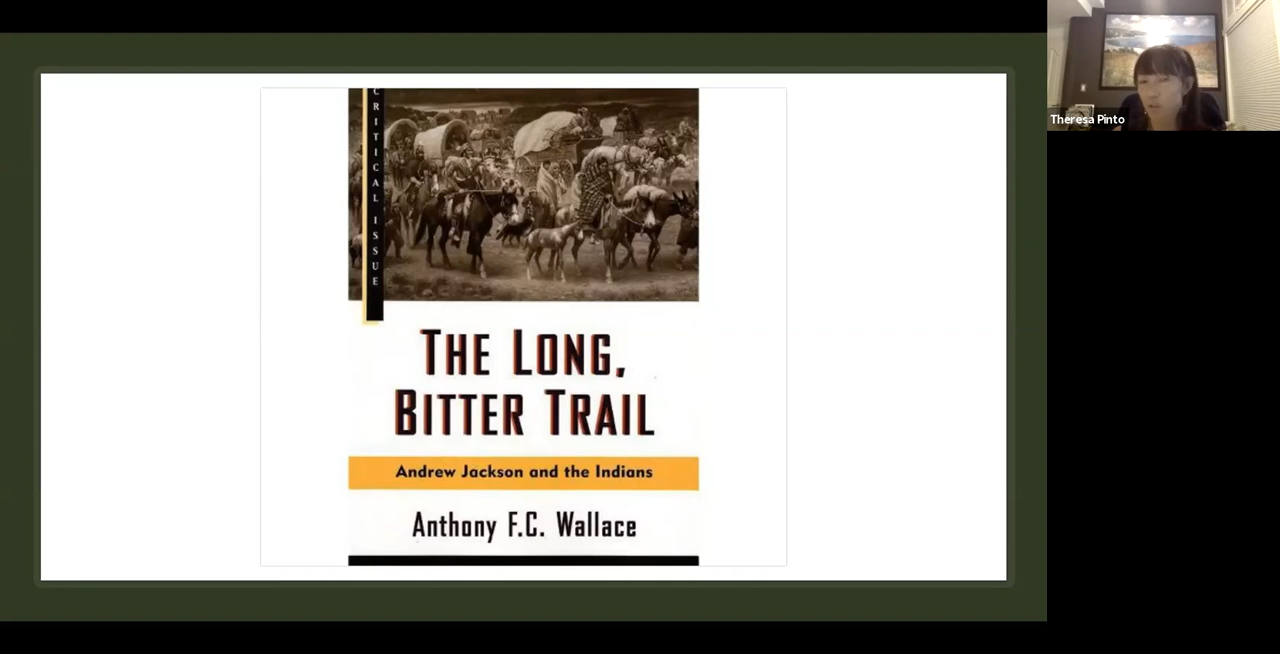 CRITICAL ISSUE
THE LONG,
BITTER TRAIL
Andrew Jackson and the Indians
Anthony F.C. Wallace
Theresa Pinto